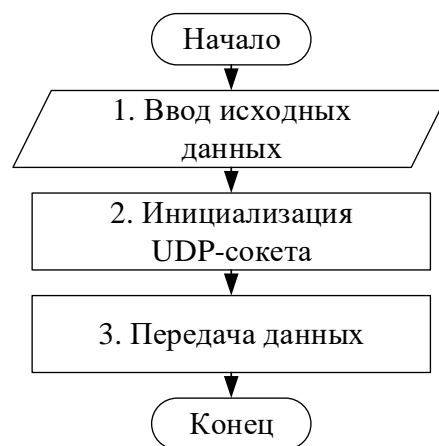 Начало
1. Ввод исходных
данных
2. Инициализация
UDP-сокета
3. Передача данных
Конец